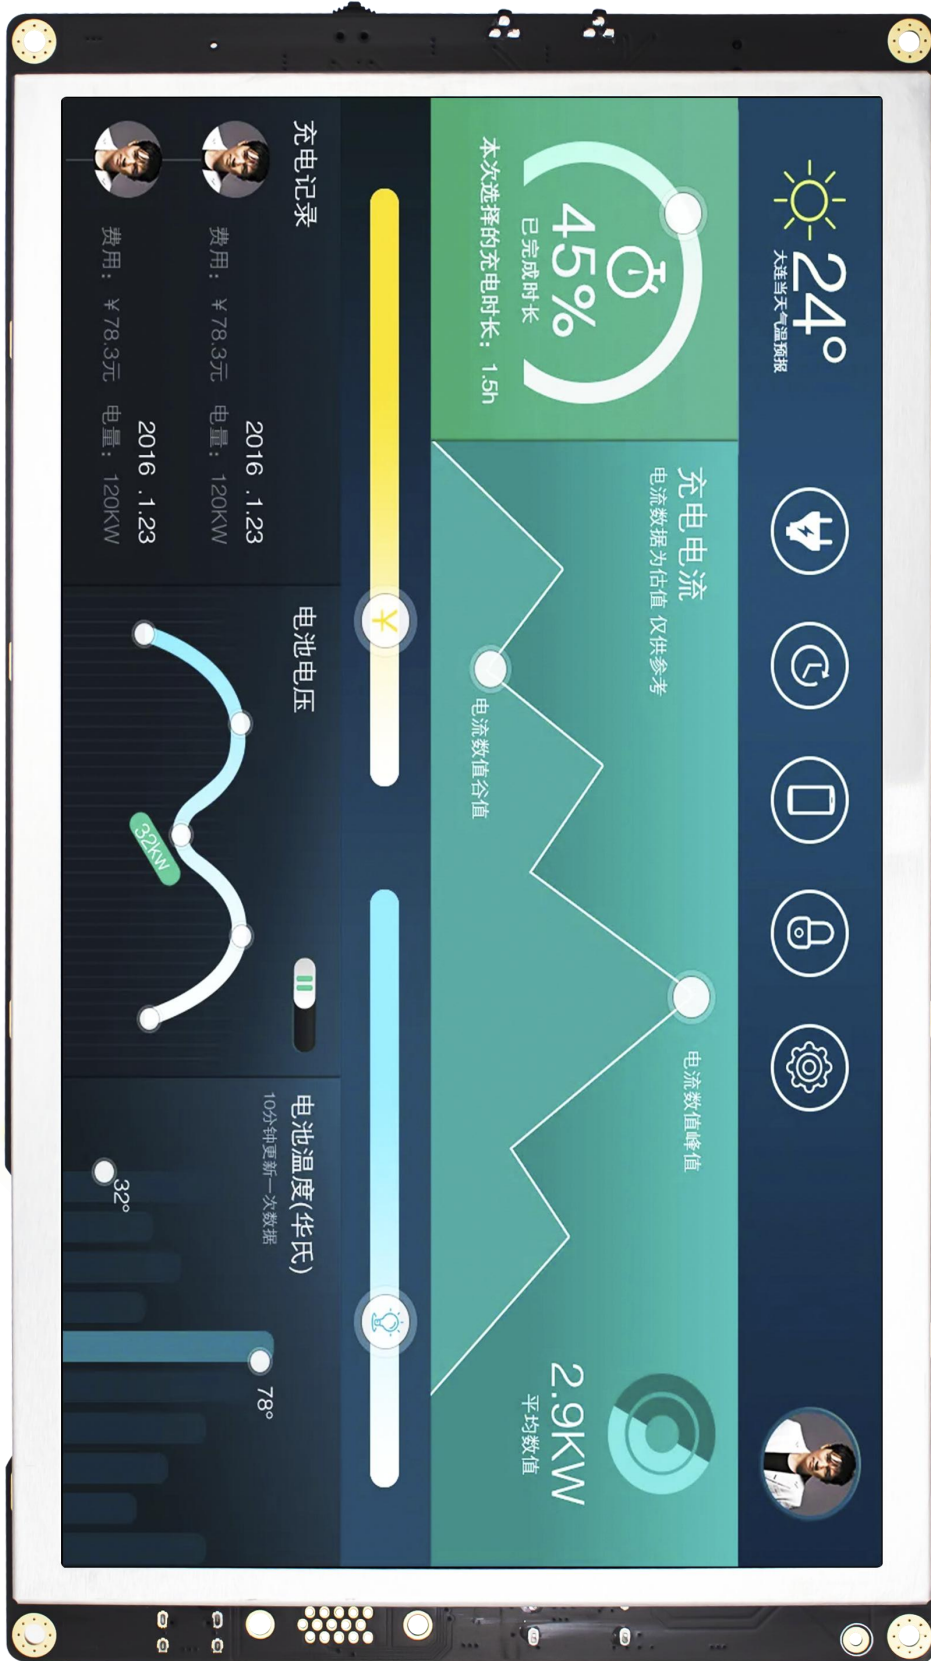 24°
大连当天气温预报
45%
已完成时长
本次选择的充电时长：1.5h
充电电流
电流数据为估值 仅供参考
电流数值谷值
电流数值峰值
2.9KW
平均数值
¥
充电记录
2016 .1.23
费用：￥78.3元 电量：120KW
2016 .1.23
费用：￥78.3元 电量：120KW
电池电压
32KW
电池温度(华氏)
10分钟更新一次数据
78°
32°